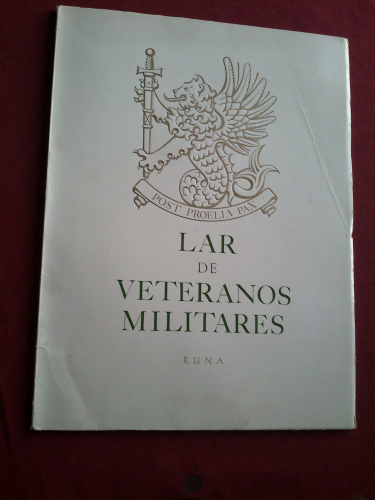 POST PROELIA PAX
LAR
DE
VETERANOS
MILITARES
RUNA